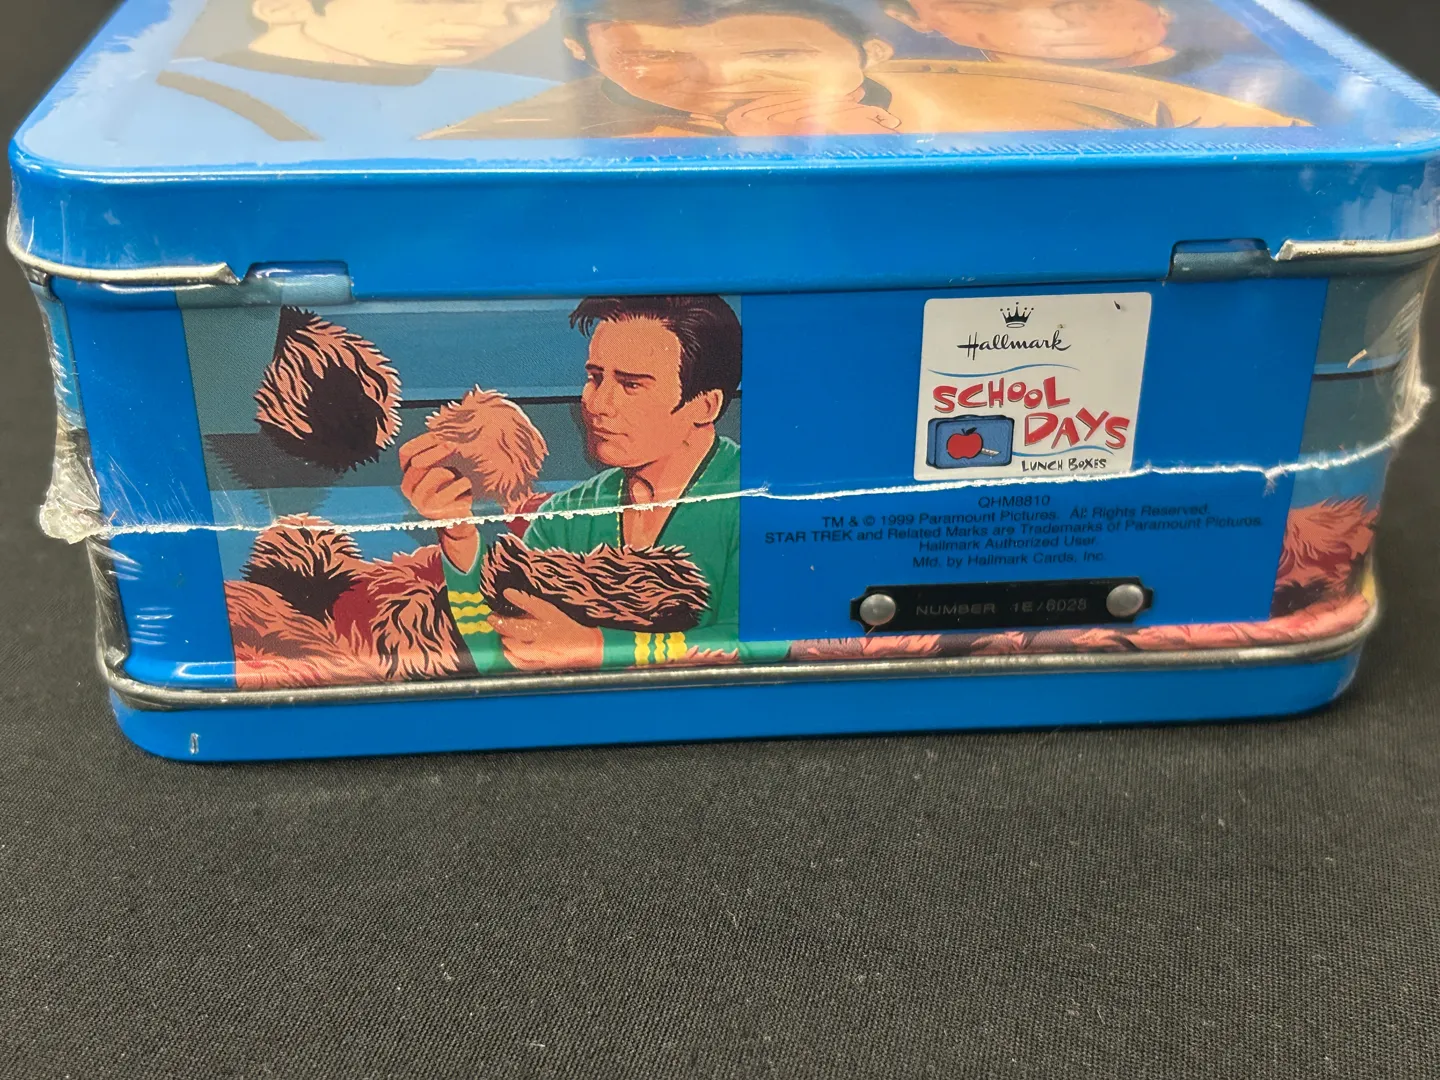 Hallmark
SCHOOL
DAYS
LUNCH BOXES
QHM8810
TM & © 1999 Paramount Pictures. All Rights Reserved.
STAR TREK and Related Marks are Trademarks of Paramount Pictures.
Hallmark Authorized User.
Mfd. by Hallmark Cards, Inc.
NUMBER 1E/6025